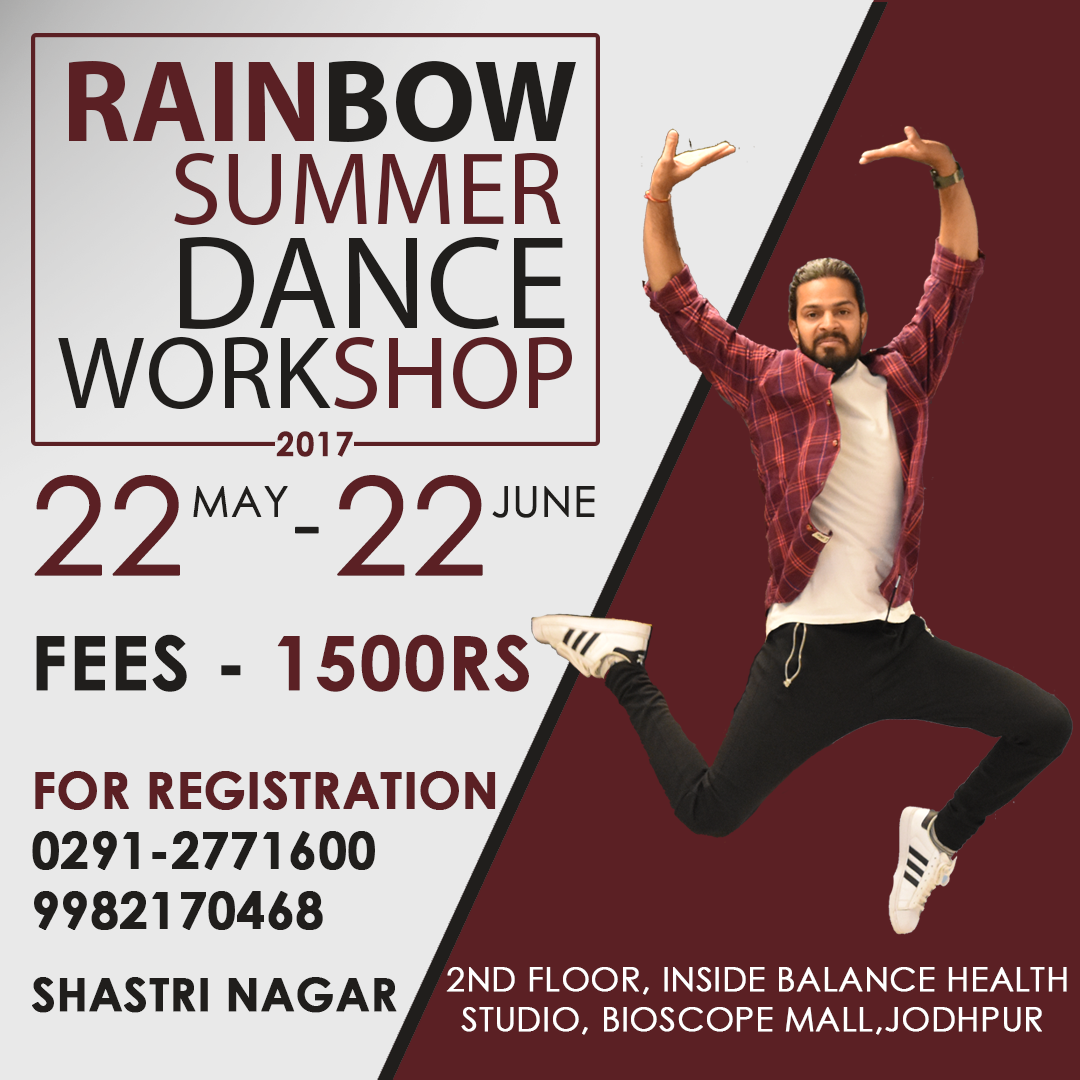 RAINBOW
SUMMER
DANCE
WORKSHOP
2017
22 MAY - 22 JUNE
FEES - 1500RS
FOR REGISTRATION
0291-2771600
9982170468
SHASTRI NAGAR
2ND FLOOR, INSIDE BALANCE HEALTH
STUDIO, BIOSCOPE MALL,JODHPUR